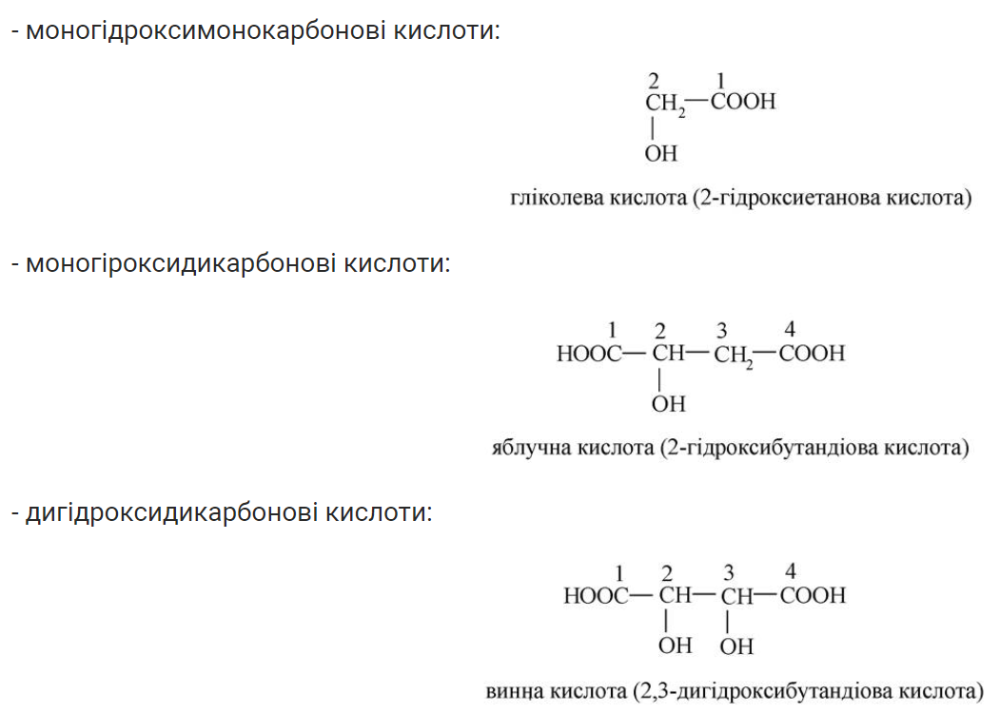 - моногідроксимонокарбонові кислоти:
2 1
CH₂—COOH
|
OH
гліколева кислота (2-гідроксиетанова кислота)
- моногіроксидикарбонові кислоти:
1 2 3 4
HOOC—CH—CH₂—COOH
|
OH
яблучна кислота (2-гідроксибутандіова кислота)
- дигідроксидикарбонові кислоти:
1 2 3 4
HOOC—CH—CH—COOH
| |
OH OH
винна кислота (2,3-дигідроксибутандіова кислота)